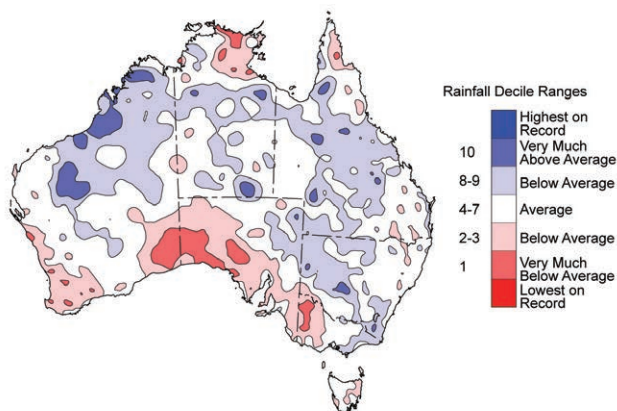 Rainfall Decile Ranges
Highest on
Record
10
Very Much
Above Average
8-9
Below Average
4-7
Average
2-3
Below Average
1
Very Much
Below Average
Lowest on
Record